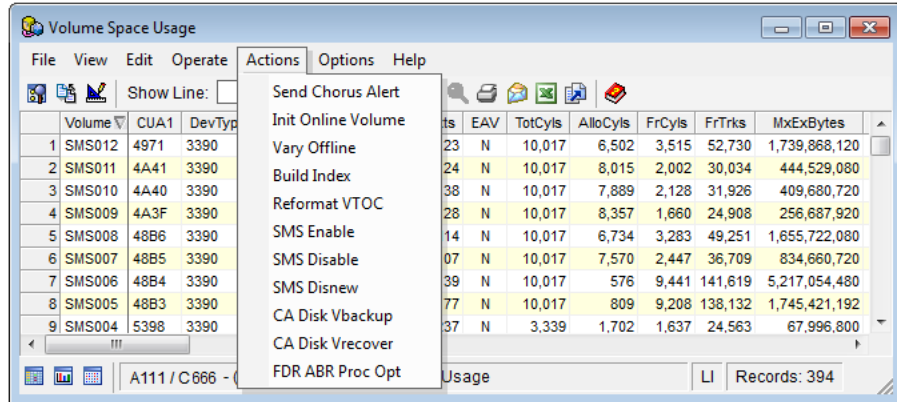 Volume Space Usage
File View Edit Operate Actions Options Help
Show Line:
Send Chorus Alert
Init Online Volume
Vary Offline
Build Index
Reformat VTOC
SMS Enable
SMS Disable
SMS Disnew
CA Disk Vbackup
CA Disk Vrecover
FDR ABR Proc Opt
Volume CUA1 DevTyp ts EAV TotCyls AlloCyls FrCyls FrTrks MxExBytes
1 SMS012 4971 3390 23 N 10,017 6,502 3,515 52,730 1,739,868,120
2 SMS011 4A41 3390 24 N 10,017 8,015 2,002 30,034 444,529,080
3 SMS010 4A40 3390 38 N 10,017 7,889 2,128 31,926 409,680,720
4 SMS009 4A3F 3390 28 N 10,017 8,357 1,660 24,908 256,687,920
5 SMS008 48B6 3390 14 N 10,017 6,734 3,283 49,251 1,655,722,080
6 SMS007 48B5 3390 07 N 10,017 7,570 2,447 36,709 834,660,720
7 SMS006 48B4 3390 39 N 10,017 576 9,441 141,619 5,217,054,480
8 SMS005 48B3 3390 77 N 10,017 809 9,208 138,132 1,745,421,192
9 SMS004 5398 3390 37 N 3,339 1,702 1,637 24,563 67,996,800
A111 / C666 - ( Usage LI Records: 394